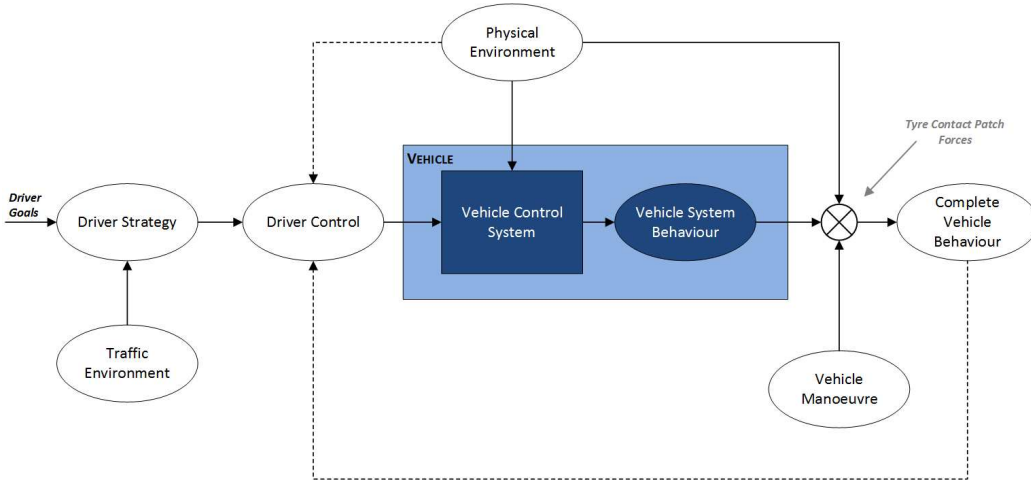 Physical
Environment
Tyre Contact Patch
Forces
VEHICLE
Driver
Goals
Driver Strategy
Driver Control
Vehicle Control
System
Vehicle System
Behaviour
Complete
Vehicle
Behaviour
Traffic
Environment
Vehicle
Manoeuvre